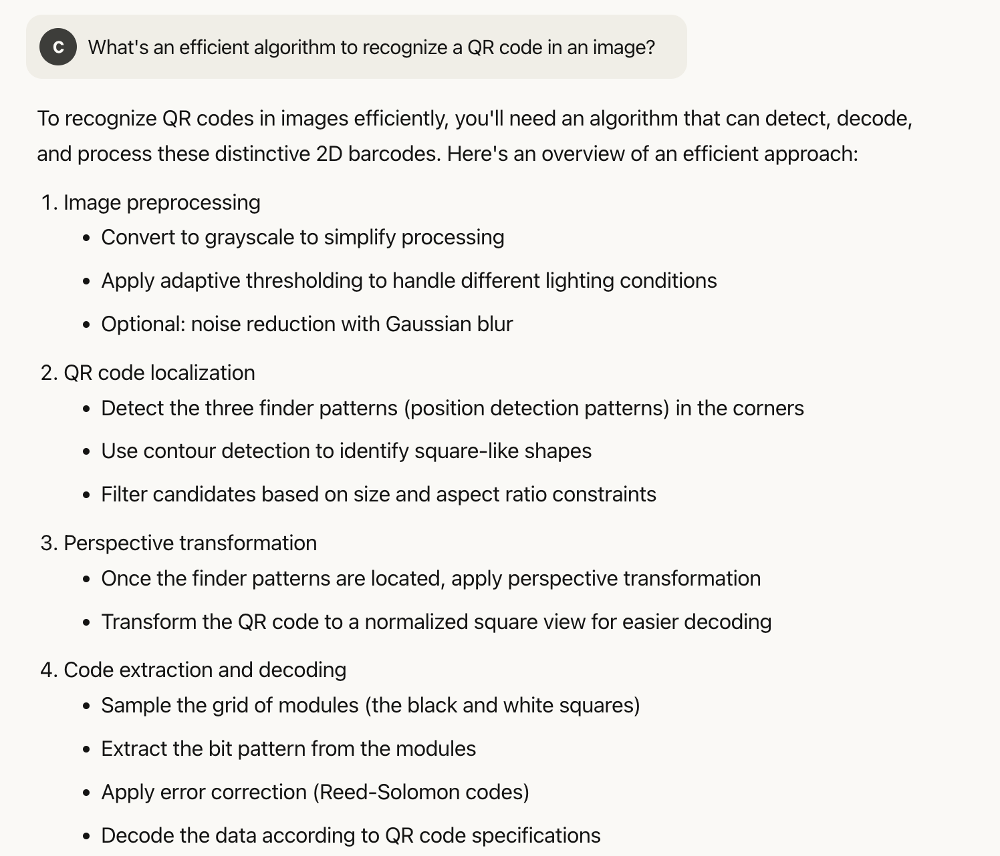 C What's an efficient algorithm to recognize a QR code in an image?
To recognize QR codes in images efficiently, you'll need an algorithm that can detect, decode,
and process these distinctive 2D barcodes. Here's an overview of an efficient approach:
1. Image preprocessing
• Convert to grayscale to simplify processing
• Apply adaptive thresholding to handle different lighting conditions
• Optional: noise reduction with Gaussian blur
2. QR code localization
• Detect the three finder patterns (position detection patterns) in the corners
• Use contour detection to identify square-like shapes
• Filter candidates based on size and aspect ratio constraints
3. Perspective transformation
• Once the finder patterns are located, apply perspective transformation
• Transform the QR code to a normalized square view for easier decoding
4. Code extraction and decoding
• Sample the grid of modules (the black and white squares)
• Extract the bit pattern from the modules
• Apply error correction (Reed-Solomon codes)
• Decode the data according to QR code specifications